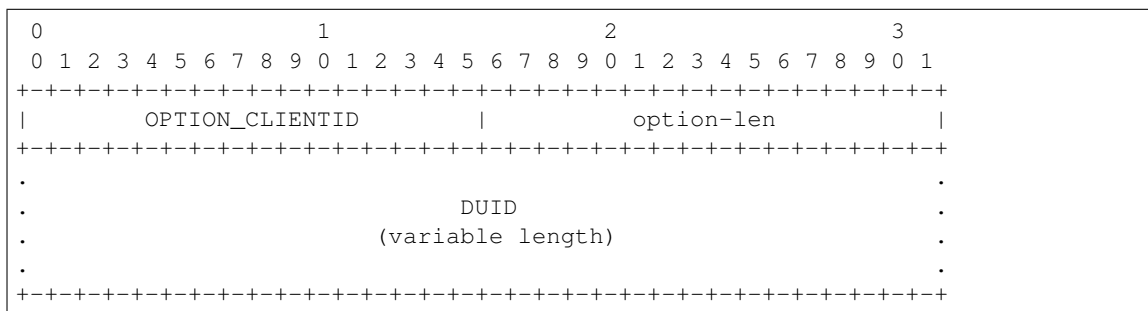 0                   1                   2                   3
 0 1 2 3 4 5 6 7 8 9 0 1 2 3 4 5 6 7 8 9 0 1 2 3 4 5 6 7 8 9 0 1
+-+-+-+-+-+-+-+-+-+-+-+-+-+-+-+-+-+-+-+-+-+-+-+-+-+-+-+-+-+-+-+-+
|        OPTION_CLIENTID        |          option-len           |
+-+-+-+-+-+-+-+-+-+-+-+-+-+-+-+-+-+-+-+-+-+-+-+-+-+-+-+-+-+-+-+-+
.                                                               .
.                              DUID                             .
.                        (variable length)                      .
.                                                               .
+-+-+-+-+-+-+-+-+-+-+-+-+-+-+-+-+-+-+-+-+-+-+-+-+-+-+-+-+-+-+-+-+